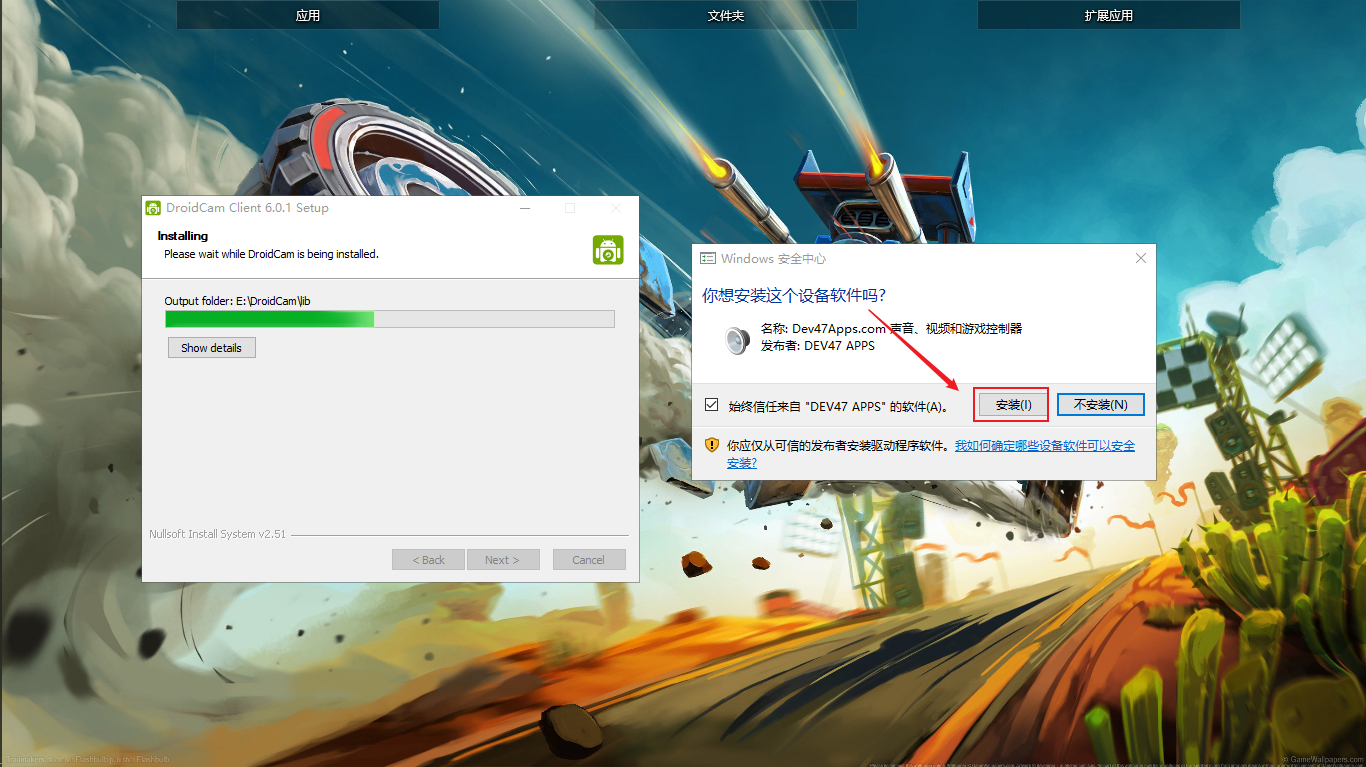 应用
文件夹
扩展应用
DroidCam Client 6.0.1 Setup
Installing
Please wait while DroidCam is being installed.
Output folder: E:\DroidCam\lib
Show details
Nullsoft Install System v2.51
< Back
Next >
Cancel
Windows 安全中心
你想安装这个设备软件吗?
名称: Dev47Apps.com 声音、视频和游戏控制器
发布者: DEV47 APPS
始终信任来自 "DEV47 APPS" 的软件(A)。
安装(I)
不安装(N)
你应仅从可信的发布者安装驱动程序软件。我如何确定哪些设备软件可以安全
安装?
© GameWallpapers.com